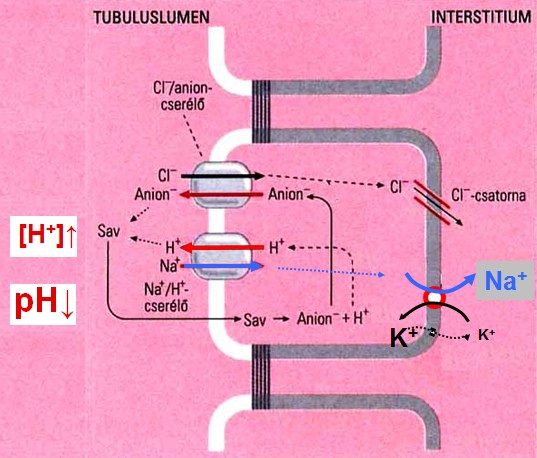 TUBULUSLUMEN
INTERSTITIUM
Cl⁻/anion-
cserélő
Cl⁻
Anion⁻
Anion⁻
Cl⁻
Cl⁻-csatorna
Sav
[H⁺]↑
H⁺
H⁺
Na⁺
Na⁺
pH↓
Na⁺/H⁺-
cserélő
Sav
Anion⁻ + H⁺
K⁺
K⁺